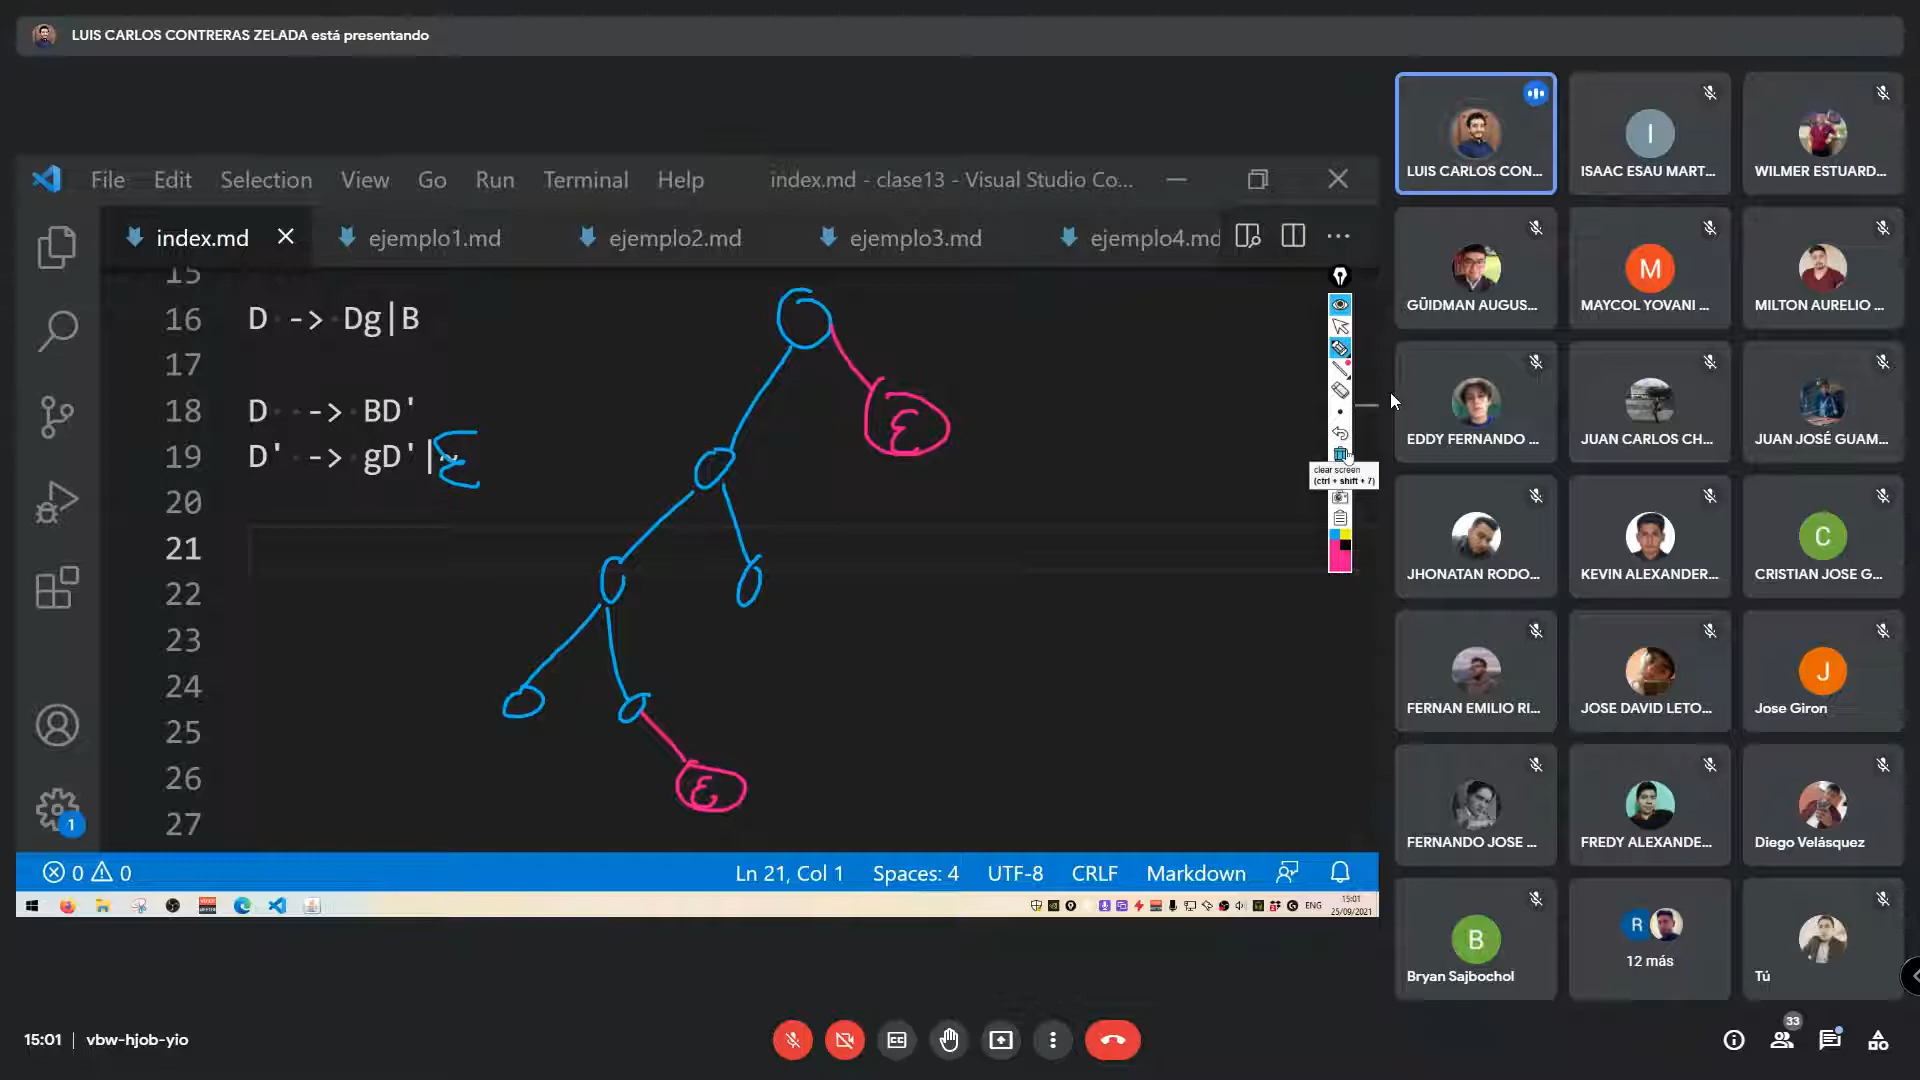 LUIS CARLOS CONTRERAS ZELADA está presentando
File Edit Selection View Go Run Terminal Help index.md - clase13 - Visual Studio Co...
index.md ejemplo1.md ejemplo2.md ejemplo3.md ejemplo4.md
15
16 D -> Dg|B
17
18 D -> BD'
19 D' -> gD'|~ ε
20
21
22
23
24
25
26
27
ε
ε
clear screen
(ctrl + shift + 7)
1
0 0 Ln 21, Col 1 Spaces: 4 UTF-8 CRLF Markdown
ENG 15:01
25/09/2021
LUIS CARLOS CON...
I
ISAAC ESAU MART...
WILMER ESTUARD...
GÜIDMAN AUGUS...
M
MAYCOL YOVANI ...
MILTON AURELIO ...
EDDY FERNANDO ...
JUAN CARLOS CH...
JUAN JOSÉ GUAM...
JHONATAN RODO...
KEVIN ALEXANDER...
C
CRISTIAN JOSE G...
FERNAN EMILIO RI...
JOSE DAVID LETO...
J
Jose Giron
FERNANDO JOSE ...
FREDY ALEXANDE...
Diego Velásquez
B
Bryan Sajbochol
R
12 más
Tú
15:01 | vbw-hjob-yio
33